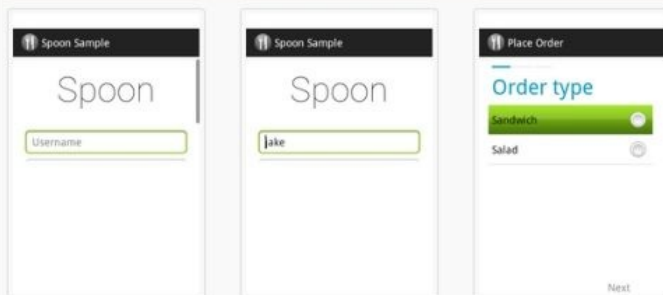 Spoon Sample
Spoon
Username
Spoon Sample
Spoon
jake
Place Order
Order type
Sandwich
Salad
Next